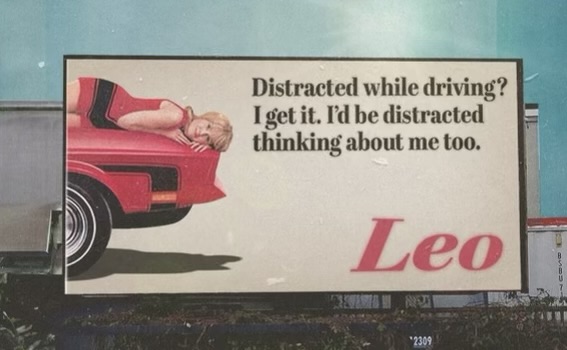 Distracted while driving?
I get it. I'd be distracted
thinking about me too.
Leo
2309